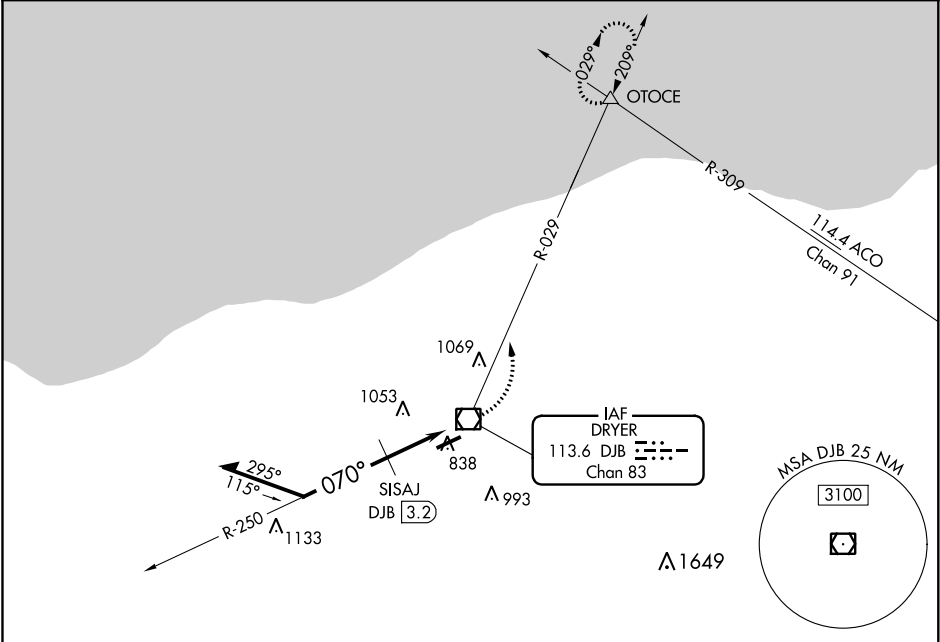 029°
209°
OTOCE
R-309
114.4 ACO
Chan 91
R-029
1069
1053
IAF
DRYER
113.6 DJB
Chan 83
838
295°
115°
070°
SISAJ
DJB 3.2
993
R-250
1133
1649
MSA DJB 25 NM
3100